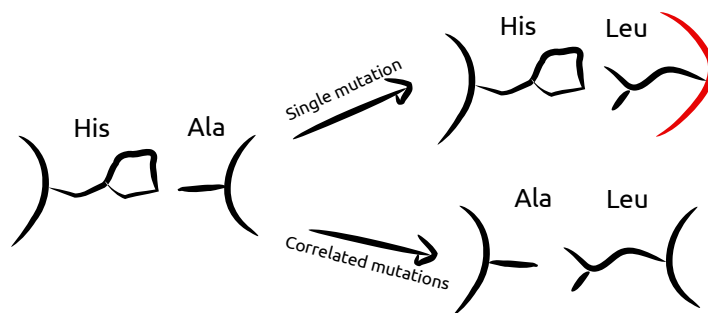 His Leu
Single mutation
His Ala
Ala Leu
Correlated mutations